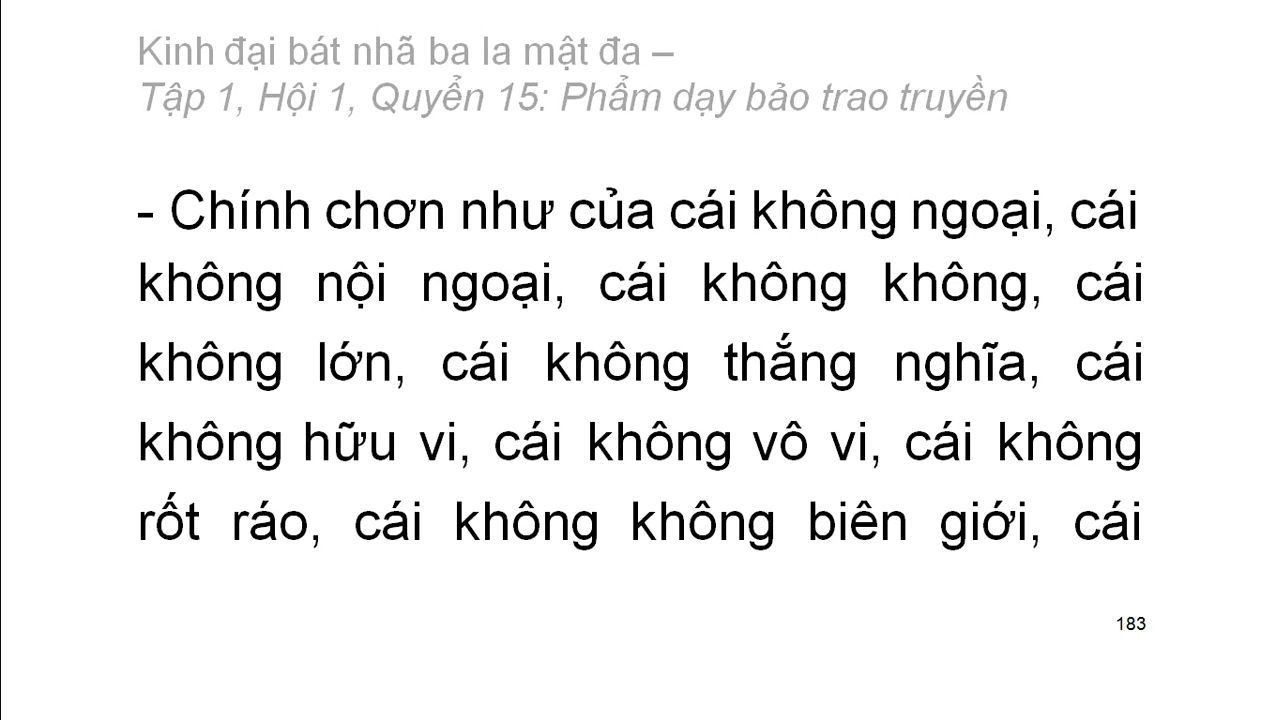 Kinh đại bát nhã ba la mật đa –
Tập 1, Hội 1, Quyển 15: Phẩm dạy bảo trao truyền
- Chính chơn như của cái không ngoại, cái
không nội ngoại, cái không không, cái
không lớn, cái không thắng nghĩa, cái
không hữu vi, cái không vô vi, cái không
rốt ráo, cái không không biên giới, cái
183